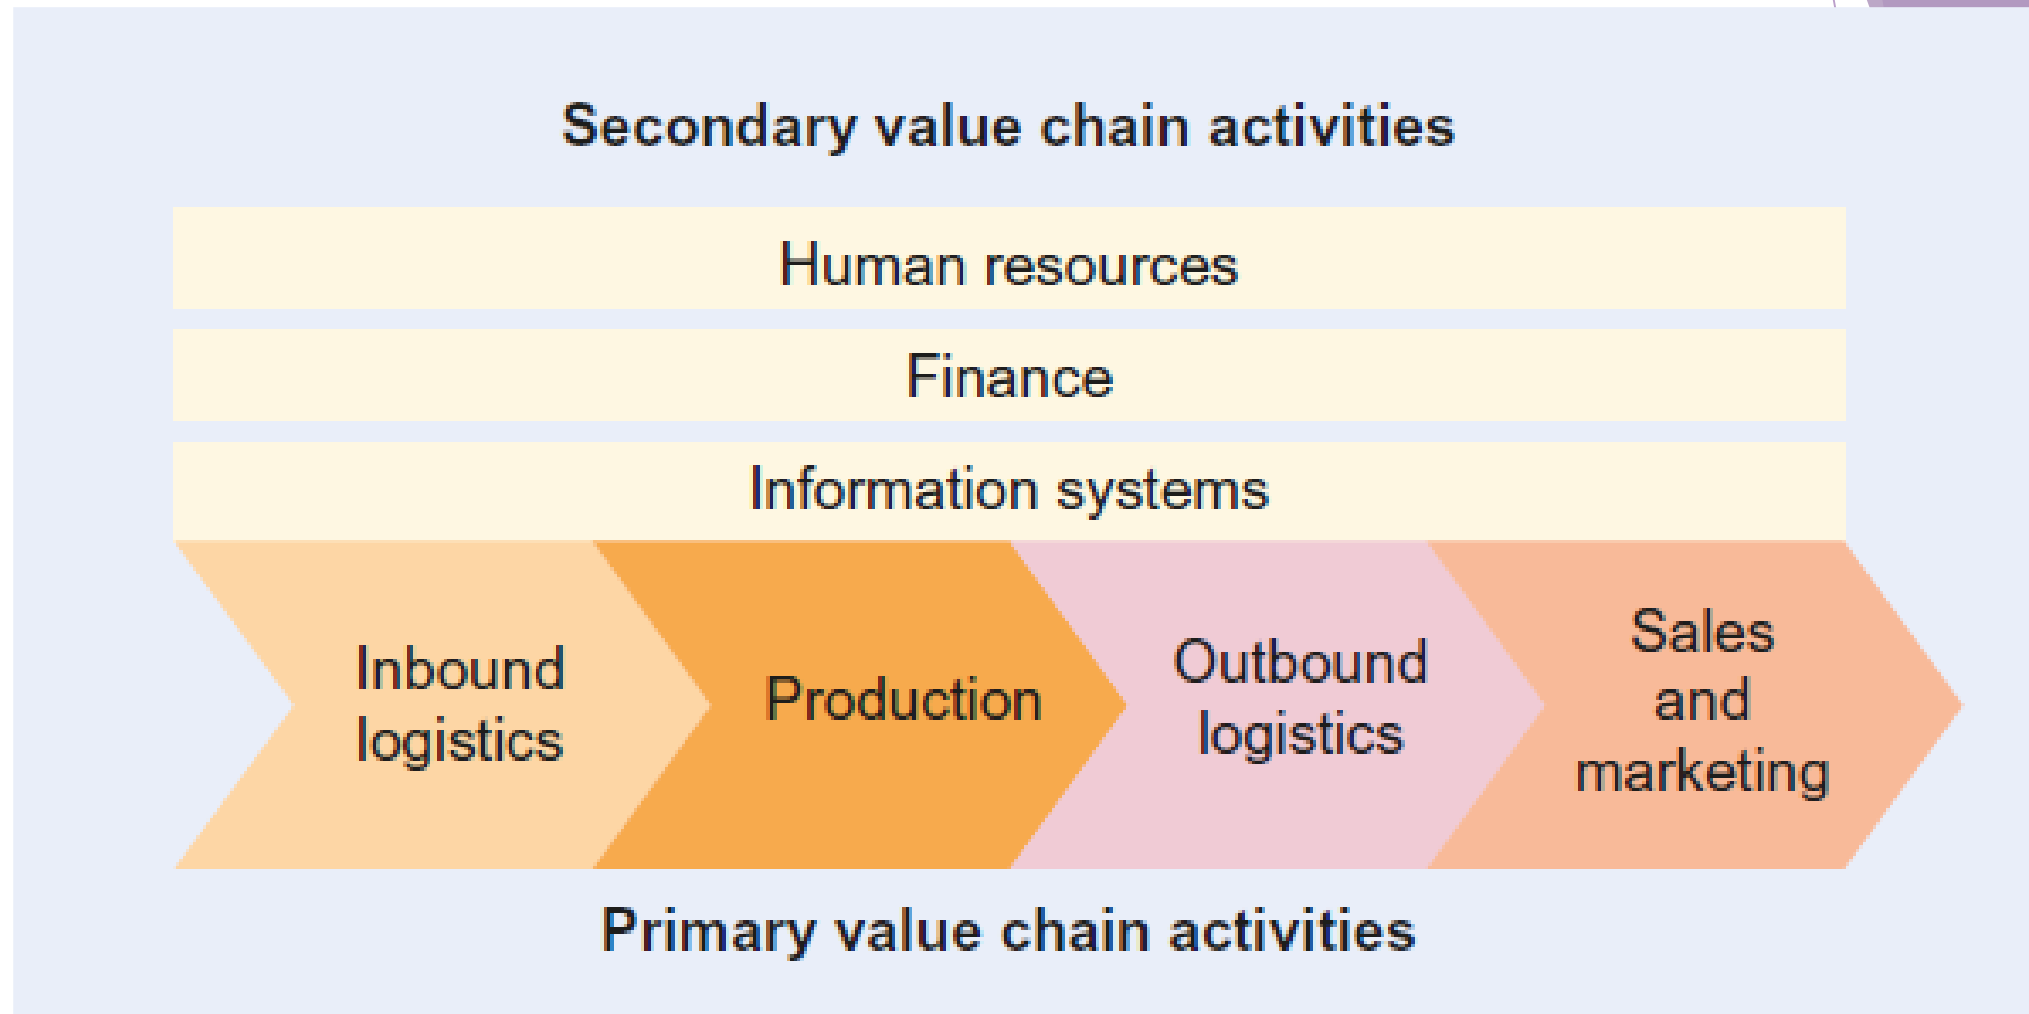 Secondary value chain activities
Human resources
Finance
Information systems
Inbound
logistics
Production
Outbound
logistics
Sales
and
marketing
Primary value chain activities